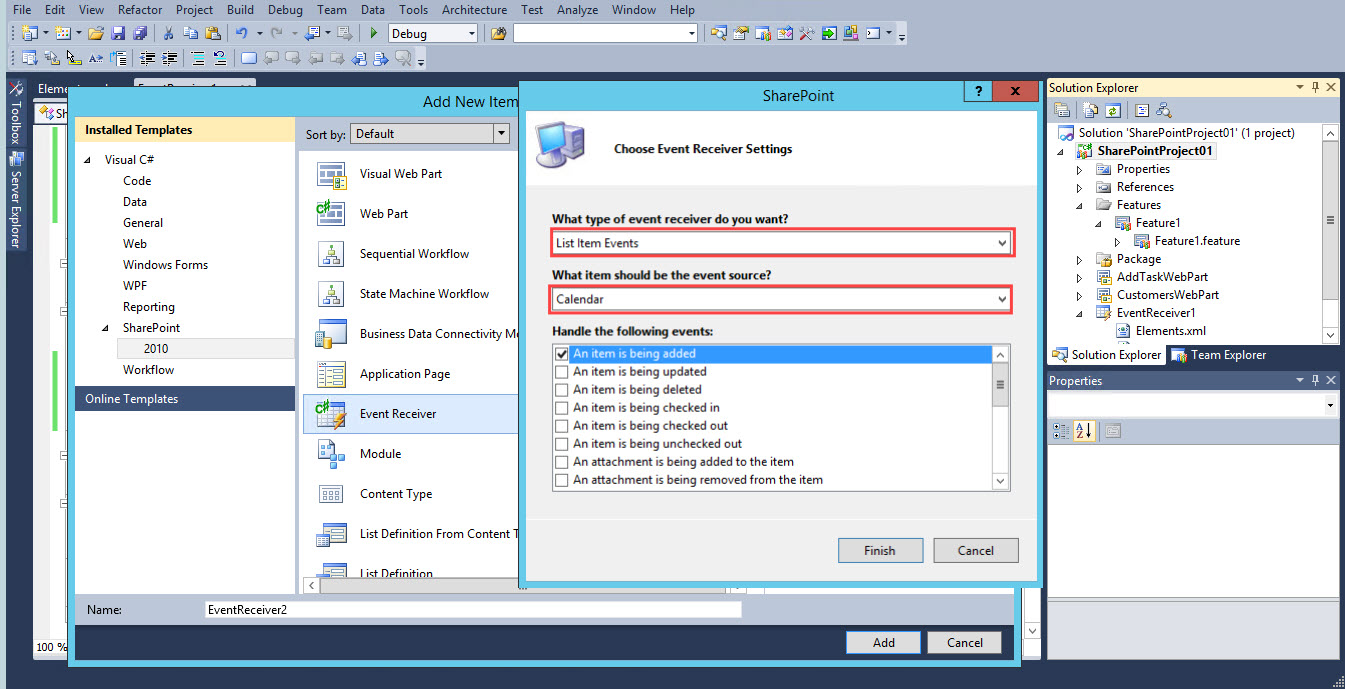 File Edit View Refactor Project Build Debug Team Data Tools Architecture Test Analyze Window Help
Debug
Toolbox
Server Explorer
Add New Item
Installed Templates
Visual C#
Code
Data
General
Web
Windows Forms
WPF
Reporting
SharePoint
2010
Workflow
Online Templates
Sort by: Default
Visual Web Part
Web Part
Sequential Workflow
State Machine Workflow
Business Data Connectivity
Application Page
Event Receiver
Module
Content Type
List Definition From Content
List Definition
Name: EventReceiver2
Add Cancel
100 %
SharePoint
? X
Choose Event Receiver Settings
What type of event receiver do you want?
List Item Events
What item should be the event source?
Calendar
Handle the following events:
An item is being added
An item is being updated
An item is being deleted
An item is being checked in
An item is being checked out
An item is being unchecked out
An attachment is being added to the item
An attachment is being removed from the item
Finish Cancel
Solution Explorer
Solution 'SharePointProject01' (1 project)
SharePointProject01
Properties
References
Features
Feature1
Feature1.feature
Package
AddTaskWebPart
CustomersWebPart
EventReceiver1
Elements.xml
Solution Explorer Team Explorer
Properties